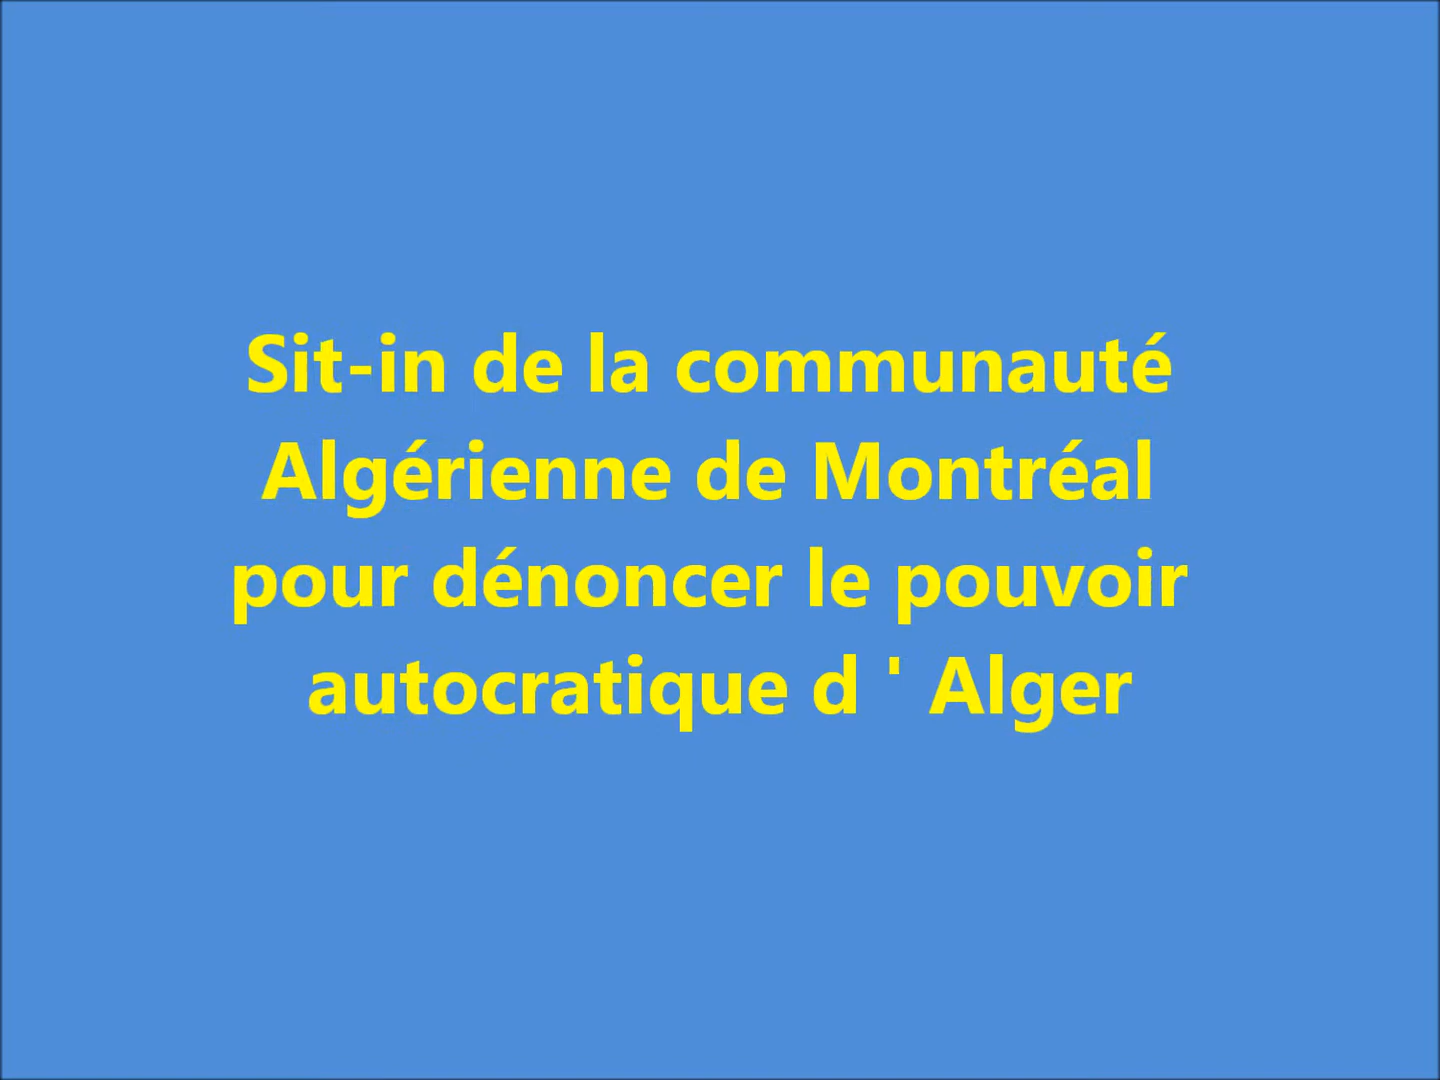 Sit-in de la communauté
Algérienne de Montréal
pour dénoncer le pouvoir
autocratique d ' Alger